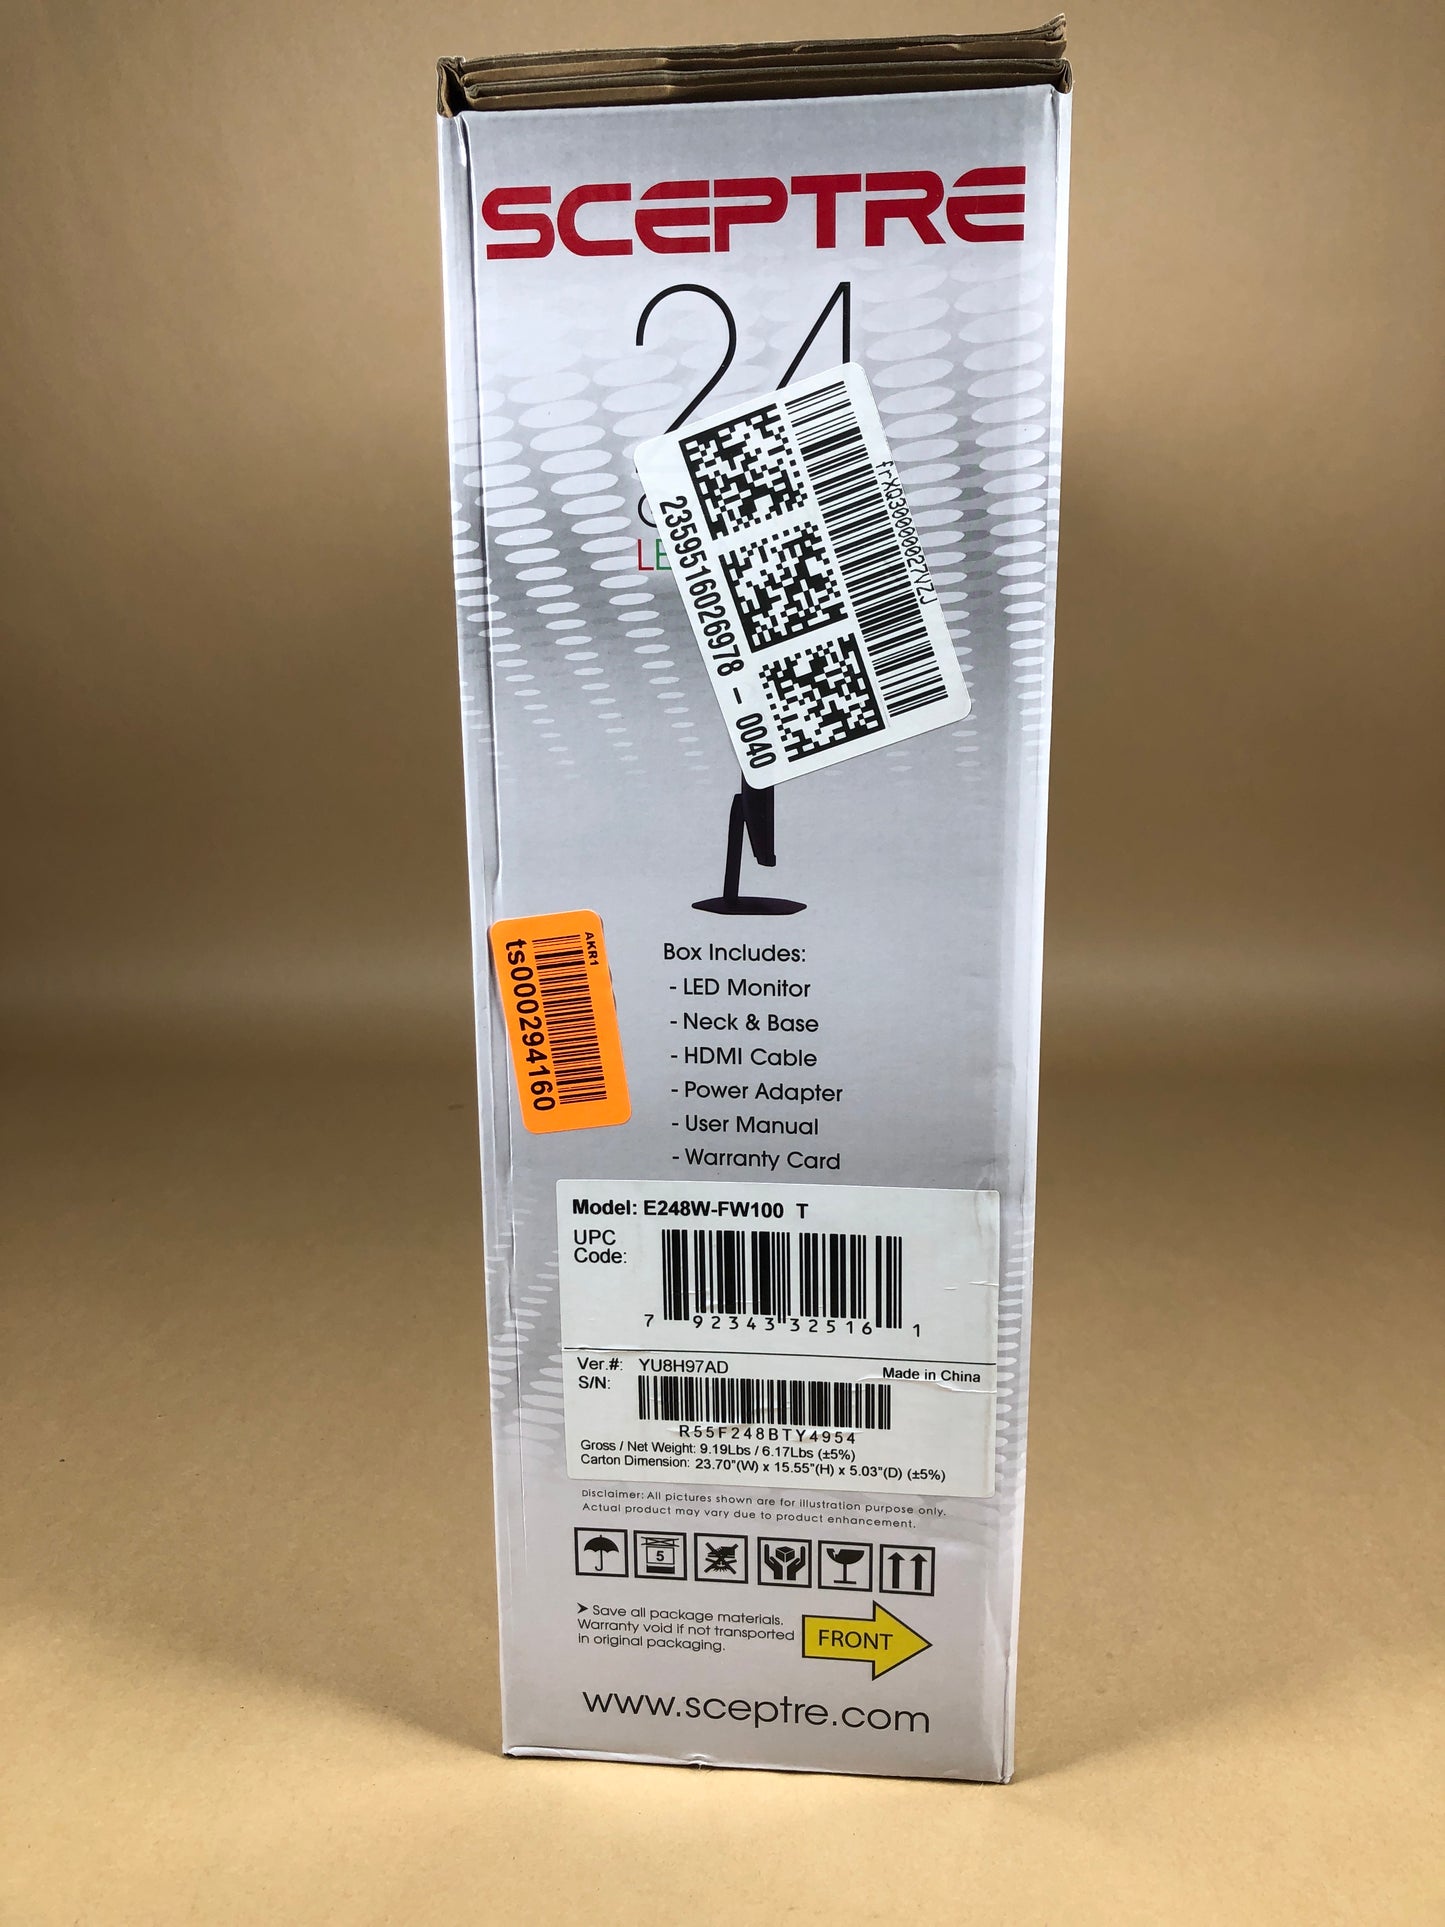 SCEPTRE
24
LE
trXQ3000000027VZJ
2359516026978 - 0040
AKR1
ts000294160
Box Includes:
- LED Monitor
- Neck & Base
- HDMI Cable
- Power Adapter
- User Manual
- Warranty Card
Model: E248W-FW100 T
UPC
Code:
7 92343 32516 1
Ver.#: YU8H97AD
Made in China
S/N:
R55F248BTY4954
Gross / Net Weight: 9.19Lbs / 6.17Lbs (±5%)
Carton Dimension: 23.70"(W) x 15.55"(H) x 5.03"(D) (±5%)
Disclaimer: All pictures shown are for illustration purpose only.
Actual product may vary due to product enhancement.
5
➤ Save all package materials.
Warranty void if not transported
in original packaging.
FRONT
www.sceptre.com